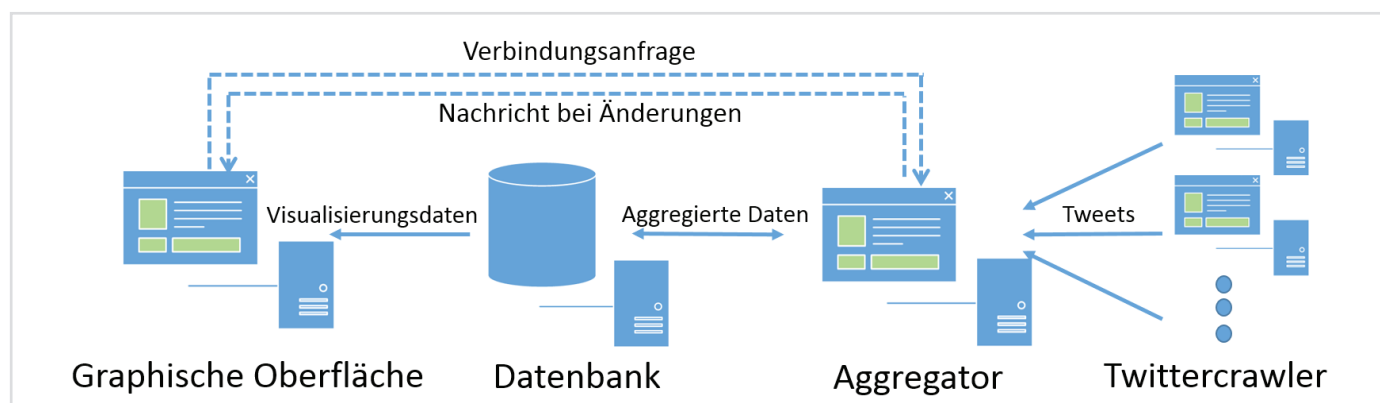 Verbindungsanfrage
Nachricht bei Änderungen
Visualisierungsdaten
Aggregierte Daten
Tweets
Graphische Oberfläche
Datenbank
Aggregator
Twittercrawler